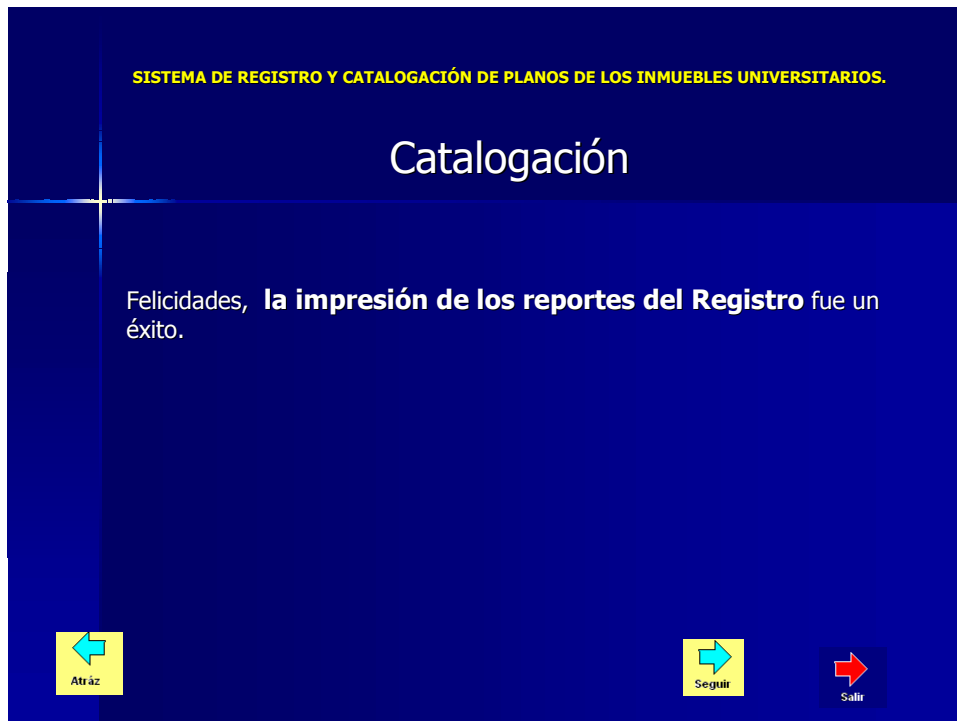 SISTEMA DE REGISTRO Y CATALOGACIÓN DE PLANOS DE LOS INMUEBLES UNIVERSITARIOS.
Catalogación
Felicidades, la impresión de los reportes del Registro fue un
éxito.
Atráz
Seguir
Salir